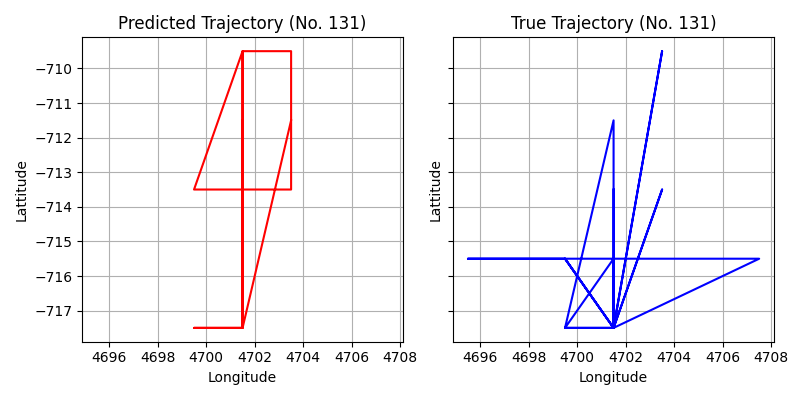 Predicted Trajectory (No. 131)
True Trajectory (No. 131)
−710
−711
−712
−713
−714
−715
−716
−717
Lattitude
Lattitude
4696 4698 4700 4702 4704 4706 4708
4696 4698 4700 4702 4704 4706 4708
Longitude
Longitude